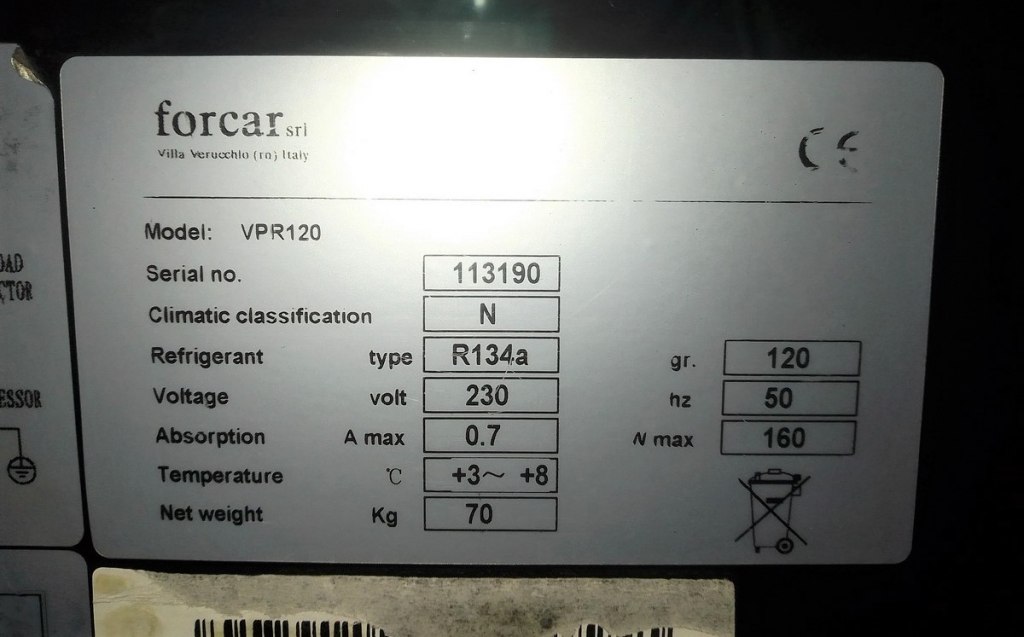 forcar srl
Villa Verucchio (rn) Italy
CE
Model: VPR120
Serial no. 113190
Climatic classification N
Refrigerant type R134a gr. 120
Voltage volt 230 hz 50
Absorption A max 0.7 W max 160
Temperature °C +3~ +8
Net weight Kg 70